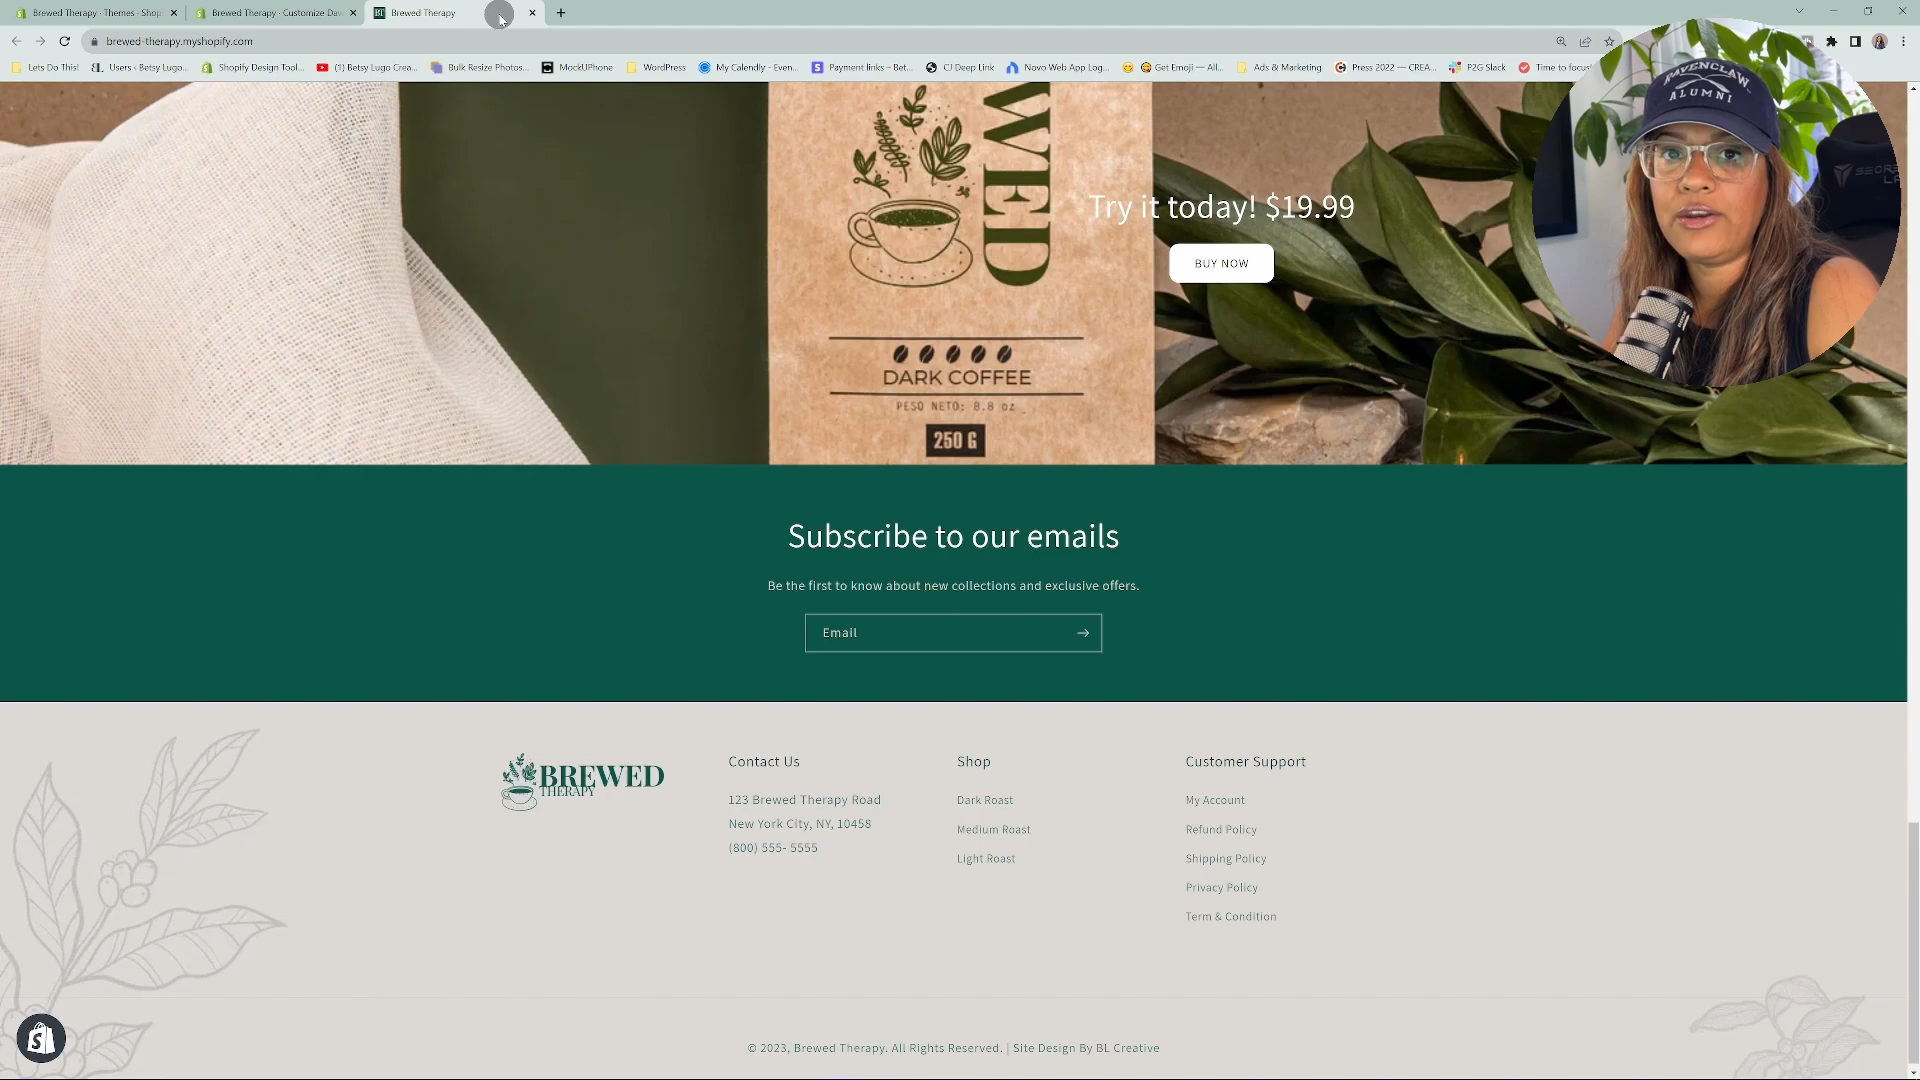 Brewed Therapy · Themes · Shop
Brewed Therapy · Customize Daw
Brewed Therapy
brewed-therapy.myshopify.com
Lets Do This!
Users ‹ Betsy Lugo...
Shopify Design Tool...
(1) Betsy Lugo Crea...
Bulk Resize Photos...
MockUPhone
WordPress
My Calendly - Even...
Payment links – Bet...
CJ Deep Link
Novo Web App Log...
Get Emoji — All...
Ads & Marketing
Press 2022 — CREA...
P2G Slack
Time to focus!
RAVENCLAW
ALUMNI
WED
Try it today! $19.99
BUY NOW
DARK COFFEE
PESO NETO: 8.8 oz
250 G
Subscribe to our emails
Be the first to know about new collections and exclusive offers.
Email
BREWED
THERAPY
Contact Us
123 Brewed Therapy Road
New York City, NY, 10458
(800) 555- 5555
Shop
Dark Roast
Medium Roast
Light Roast
Customer Support
My Account
Refund Policy
Shipping Policy
Privacy Policy
Term & Condition
© 2023, Brewed Therapy. All Rights Reserved. | Site Design By BL Creative